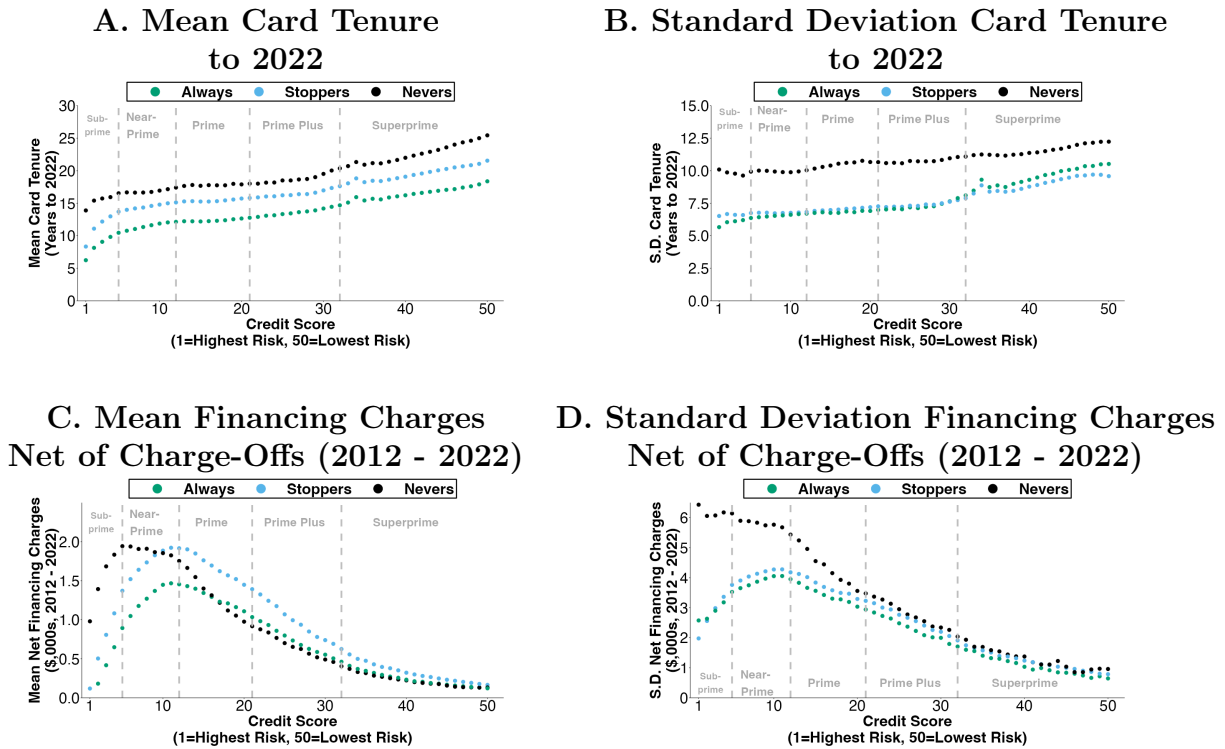 A. Mean Card Tenure
to 2022
Always Stoppers Nevers
Mean Card Tenure
(Years to 2022)
30
25
20
15
10
5
0
Sub-
prime
Near-
Prime
Prime
Prime Plus
Superprime
1 10 20 30 40 50
Credit Score
(1=Highest Risk, 50=Lowest Risk)
B. Standard Deviation Card Tenure
to 2022
Always Stoppers Nevers
S.D. Card Tenure
(Years to 2022)
15.0
12.5
10.0
7.5
5.0
2.5
0.0
Sub-
prime
Near-
Prime
Prime
Prime Plus
Superprime
1 10 20 30 40 50
Credit Score
(1=Highest Risk, 50=Lowest Risk)
C. Mean Financing Charges
Net of Charge-Offs (2012 - 2022)
Always Stoppers Nevers
Mean Net Financing Charges
($,000s, 2012 - 2022)
2.0
1.5
1.0
0.5
0.0
Sub-
prime
Near-
Prime
Prime
Prime Plus
Superprime
1 10 20 30 40 50
Credit Score
(1=Highest Risk, 50=Lowest Risk)
D. Standard Deviation Financing Charges
Net of Charge-Offs (2012 - 2022)
Always Stoppers Nevers
S.D. Net Financing Charges
($,000s, 2012 - 2022)
6
5
4
3
2
1
0
Sub-
prime
Near-
Prime
Prime
Prime Plus
Superprime
1 10 20 30 40 50
Credit Score
(1=Highest Risk, 50=Lowest Risk)